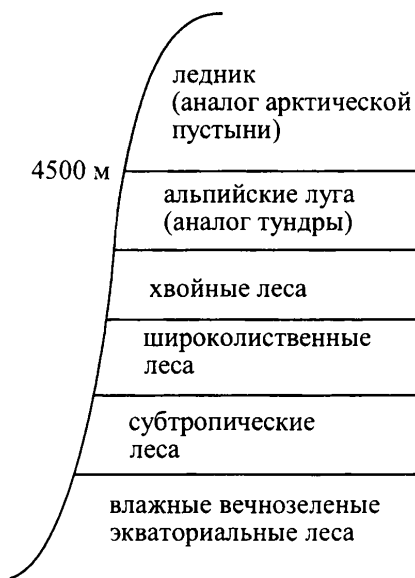 ледник
(аналог арктической
пустыни)
4500 м
альпийские луга
(аналог тундры)
хвойные леса
широколиственные
леса
субтропические
леса
влажные вечнозеленые
экваториальные леса